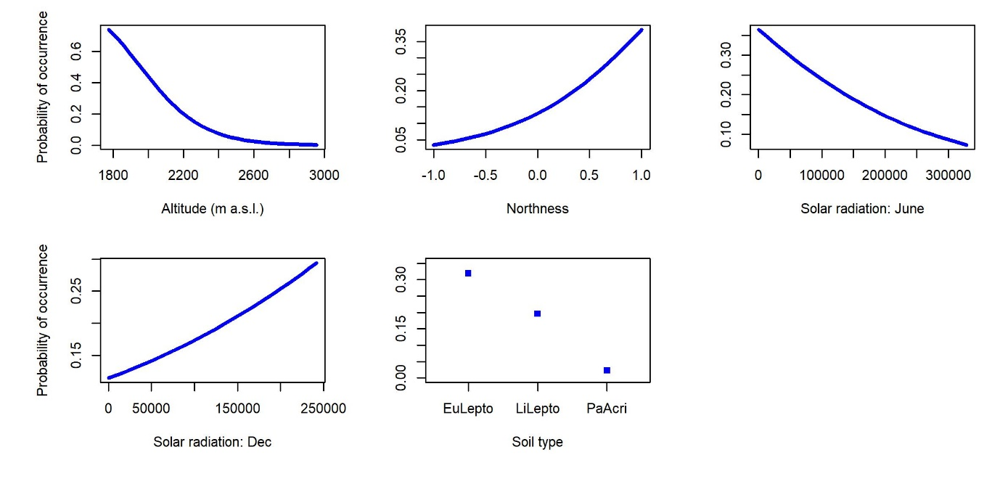 Probability of occurrence
0.6
0.4
0.2
0.0
1800 2200 2600 3000
Altitude (m a.s.l.)
0.35
0.20
0.05
-1.0 -0.5 0.0 0.5 1.0
Northness
0.30
0.20
0.10
0 100000 200000 300000
Solar radiation: June
Probability of occurrence
0.25
0.15
0 50000 150000 250000
Solar radiation: Dec
0.30
0.15
0.00
EuLepto LiLepto PaAcri
Soil type